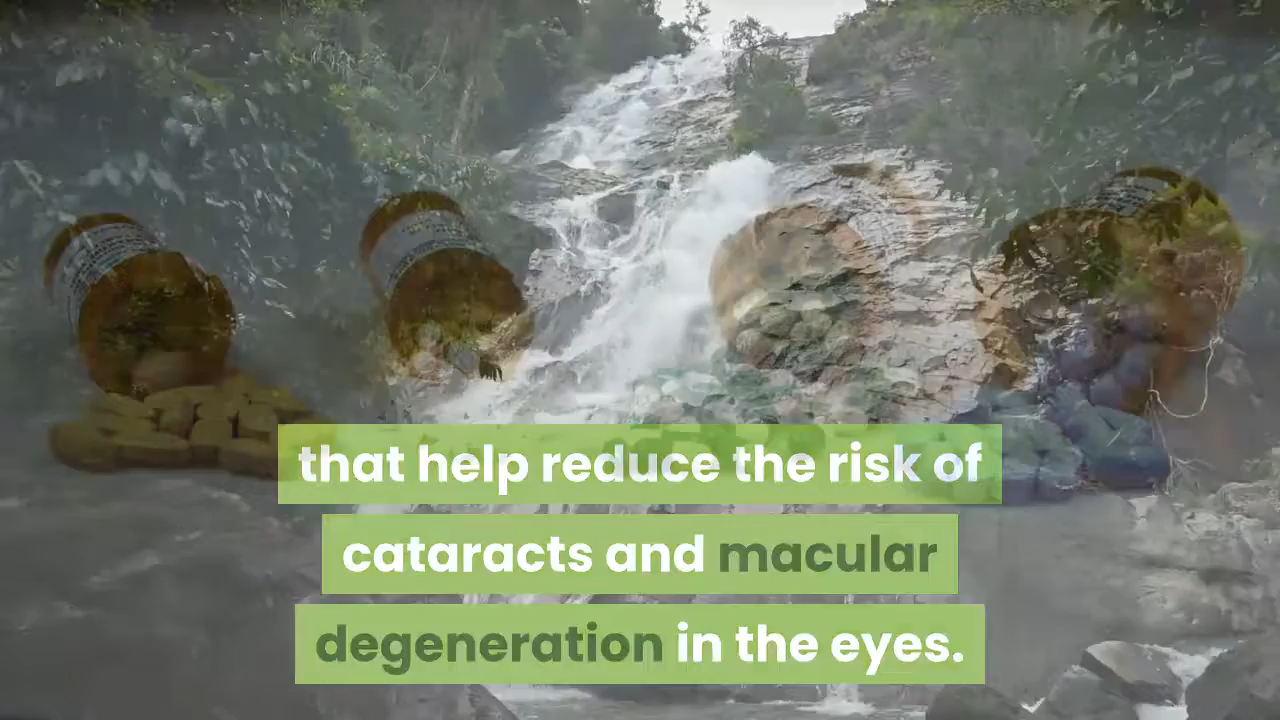 that help reduce the risk of
cataracts and macular
degeneration in the eyes.